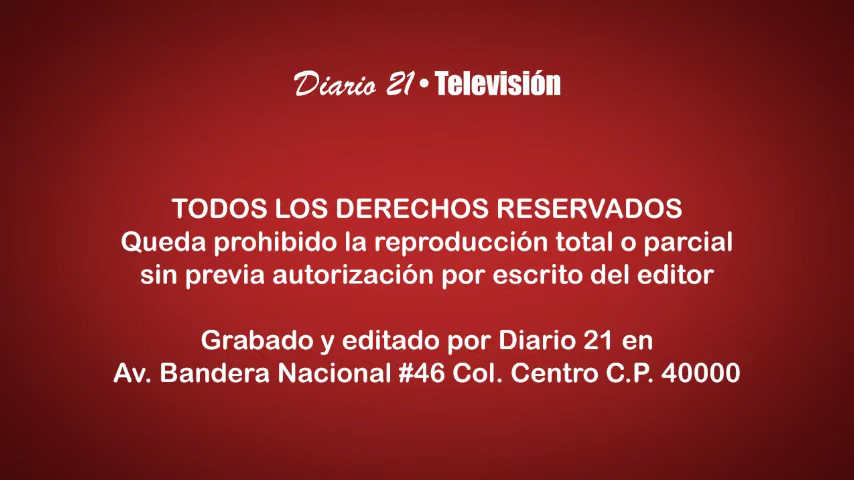 Diario 21 • Televisión
TODOS LOS DERECHOS RESERVADOS
Queda prohibido la reproducción total o parcial
sin previa autorización por escrito del editor
Grabado y editado por Diario 21 en
Av. Bandera Nacional #46 Col. Centro C.P. 40000